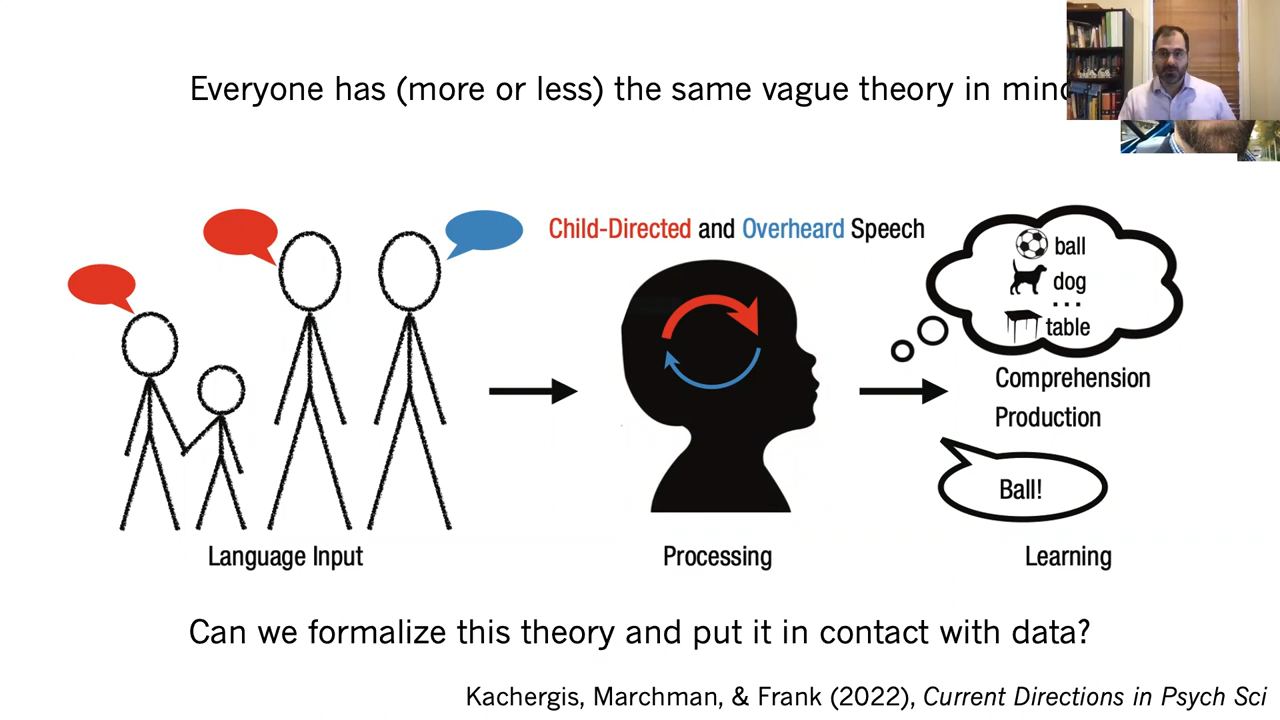 Everyone has (more or less) the same vague theory in
Child-Directed and Overheard Speech
ball
dog
...
table
Comprehension
Production
Ball!
Language Input
Processing
Learning
Can we formalize this theory and put it in contact with data?
Kachergis, Marchman, & Frank (2022), Current Directions in Psych Sci